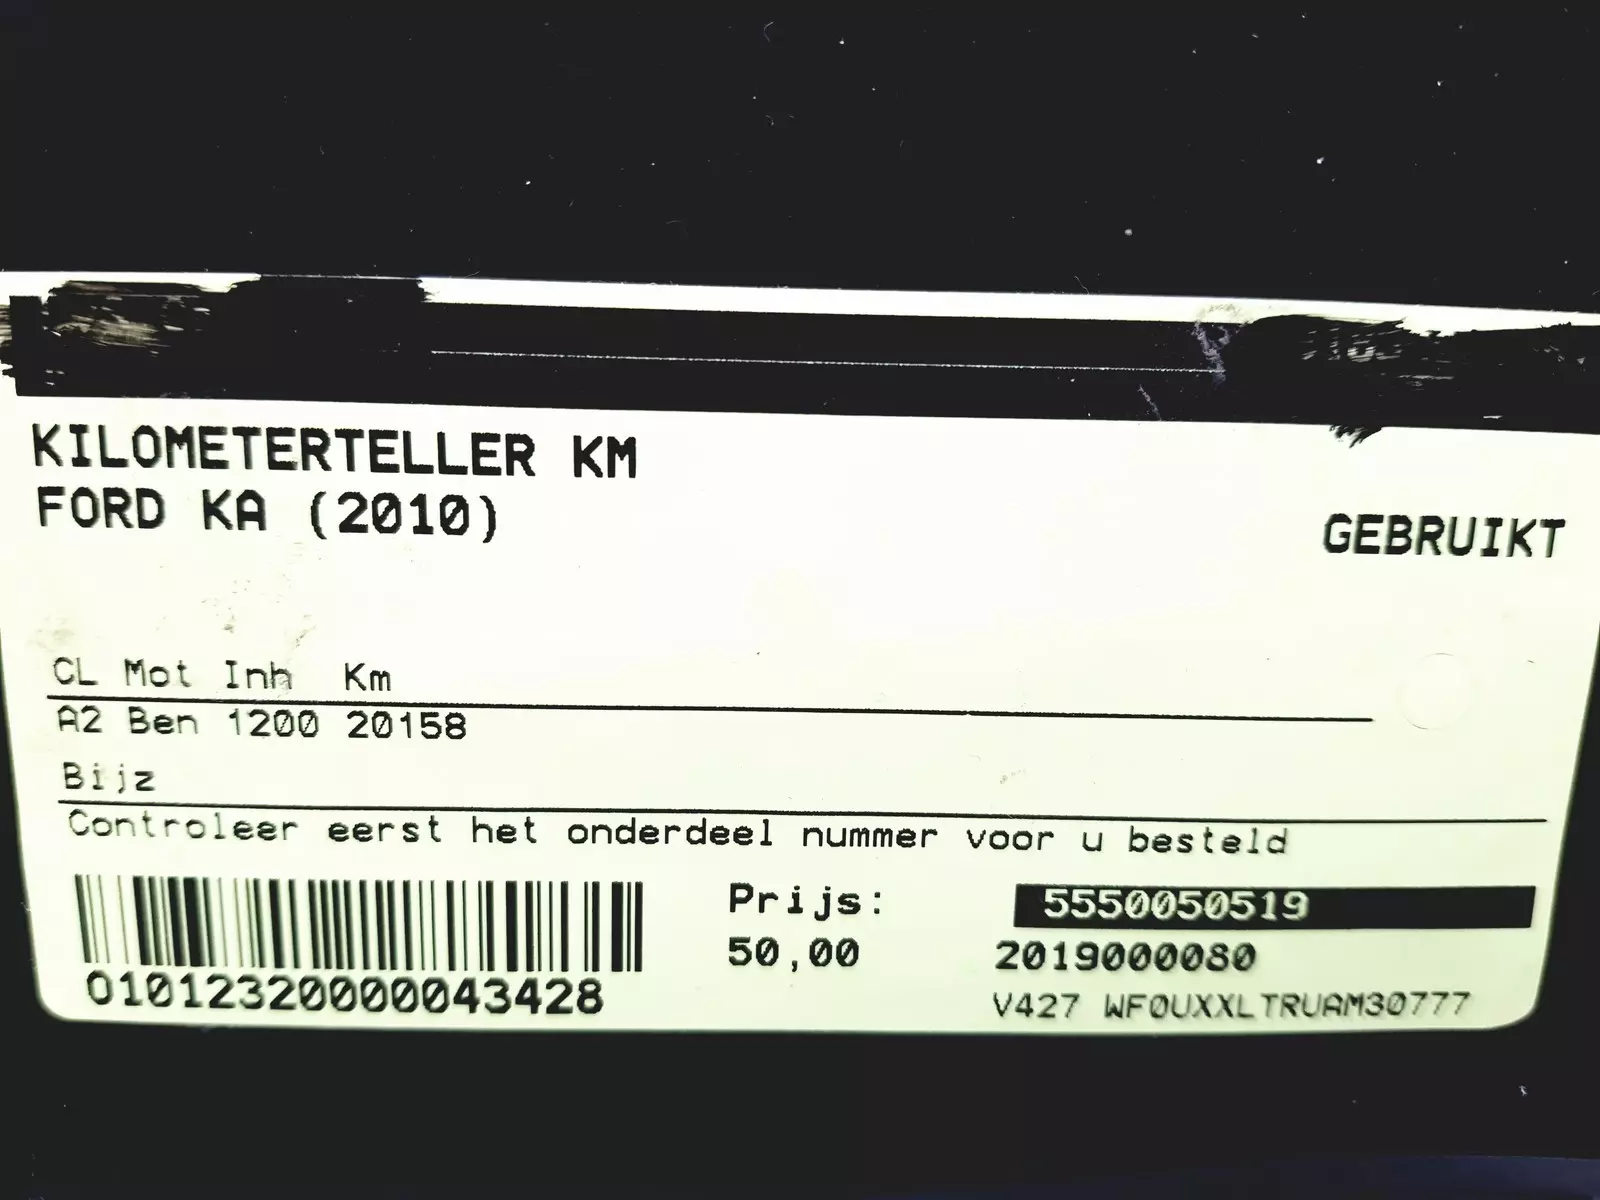 KILOMETERTELLER KM
FORD KA (2010)
GEBRUIKT
CL Mot Inh Km
A2 Ben 1200 20158
Bijz
Controleer eerst het onderdeel nummer voor u besteld
Prijs: 5550050519
50,00 2019000080
01012320000043428 V427 WF0UXXLTRUAM30777